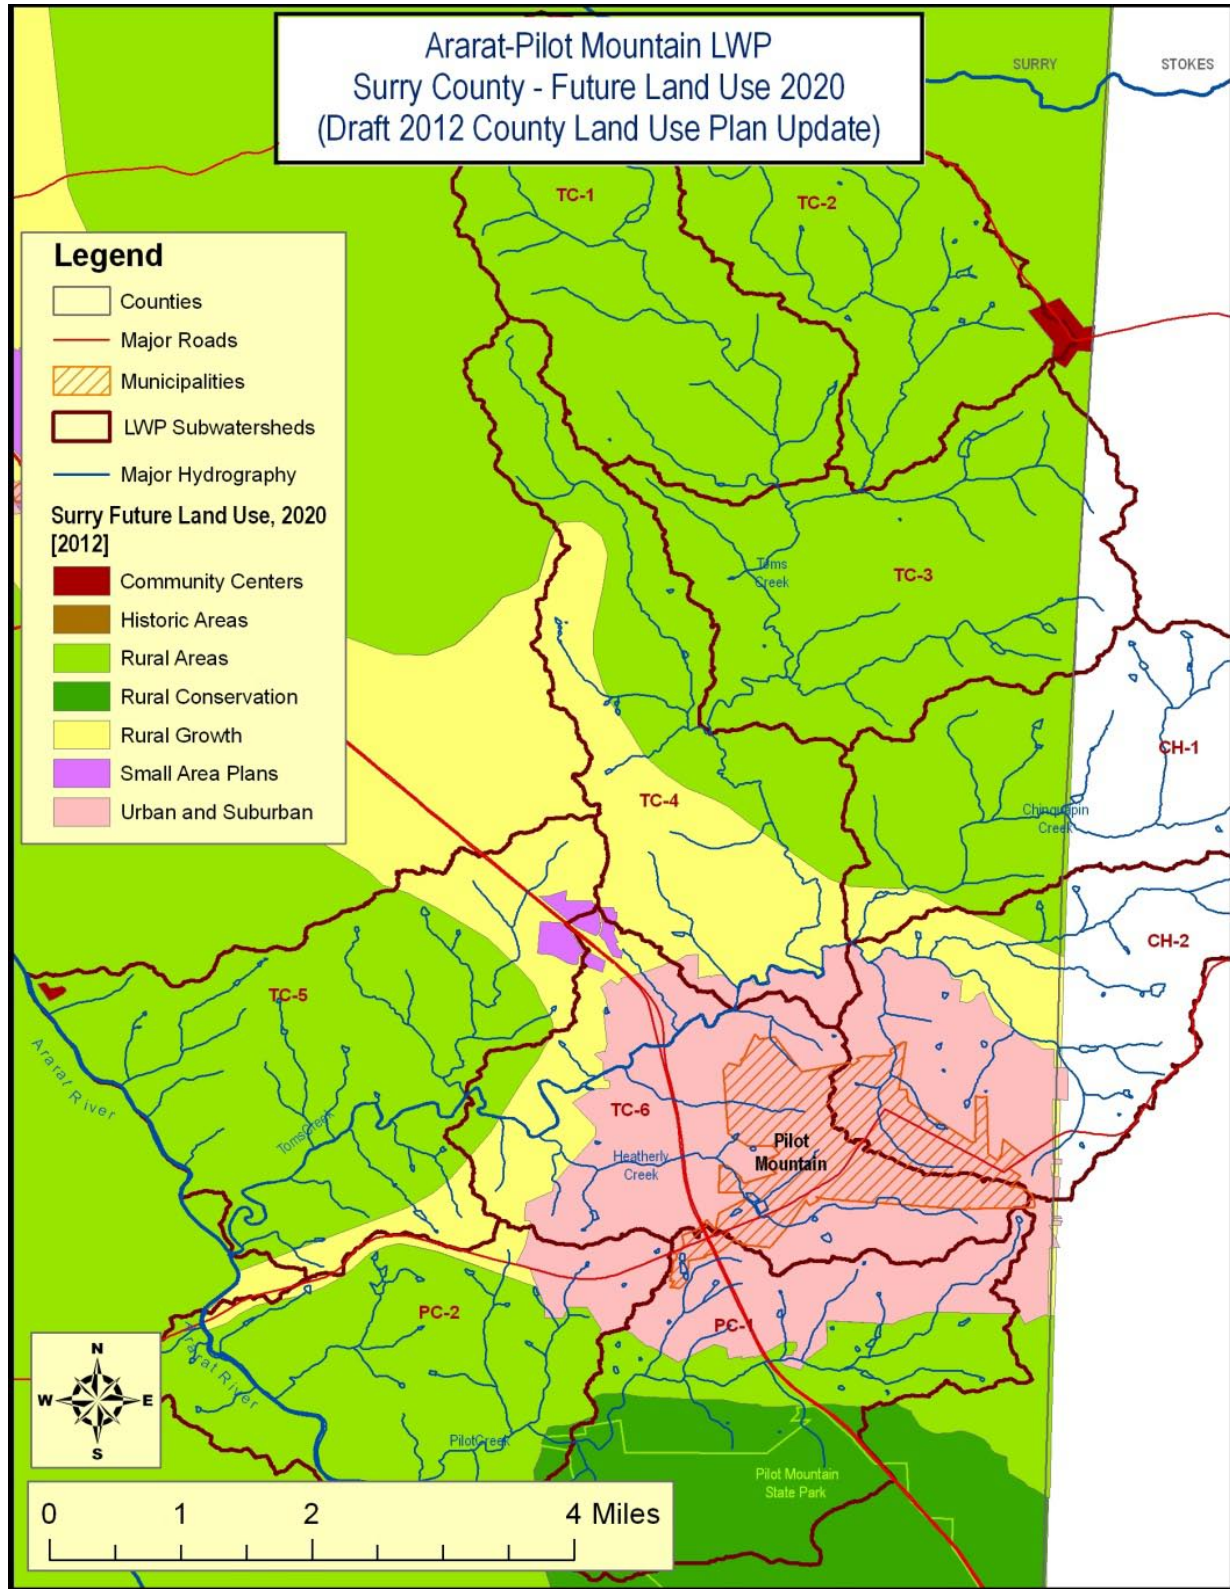 Ararat-Pilot Mountain LWP
Surry County - Future Land Use 2020
(Draft 2012 County Land Use Plan Update)
SURRY
STOKES
TC-1
TC-2
Legend
Counties
Major Roads
Municipalities
LWP Subwatersheds
Major Hydrography
Surry Future Land Use, 2020
[2012]
Community Centers
Historic Areas
Rural Areas
Rural Conservation
Rural Growth
Small Area Plans
Urban and Suburban
Toms
Creek
TC-3
CH-1
TC-4
Chinquapin
Creek
CH-2
TC-5
Ararat River
TomsCreek
TC-6
Pilot
Mountain
Heatherly
Creek
PC-2
PC-1
Ararat River
N
W
E
S
PilotCreek
Pilot Mountain
State Park
0
1
2
4 Miles